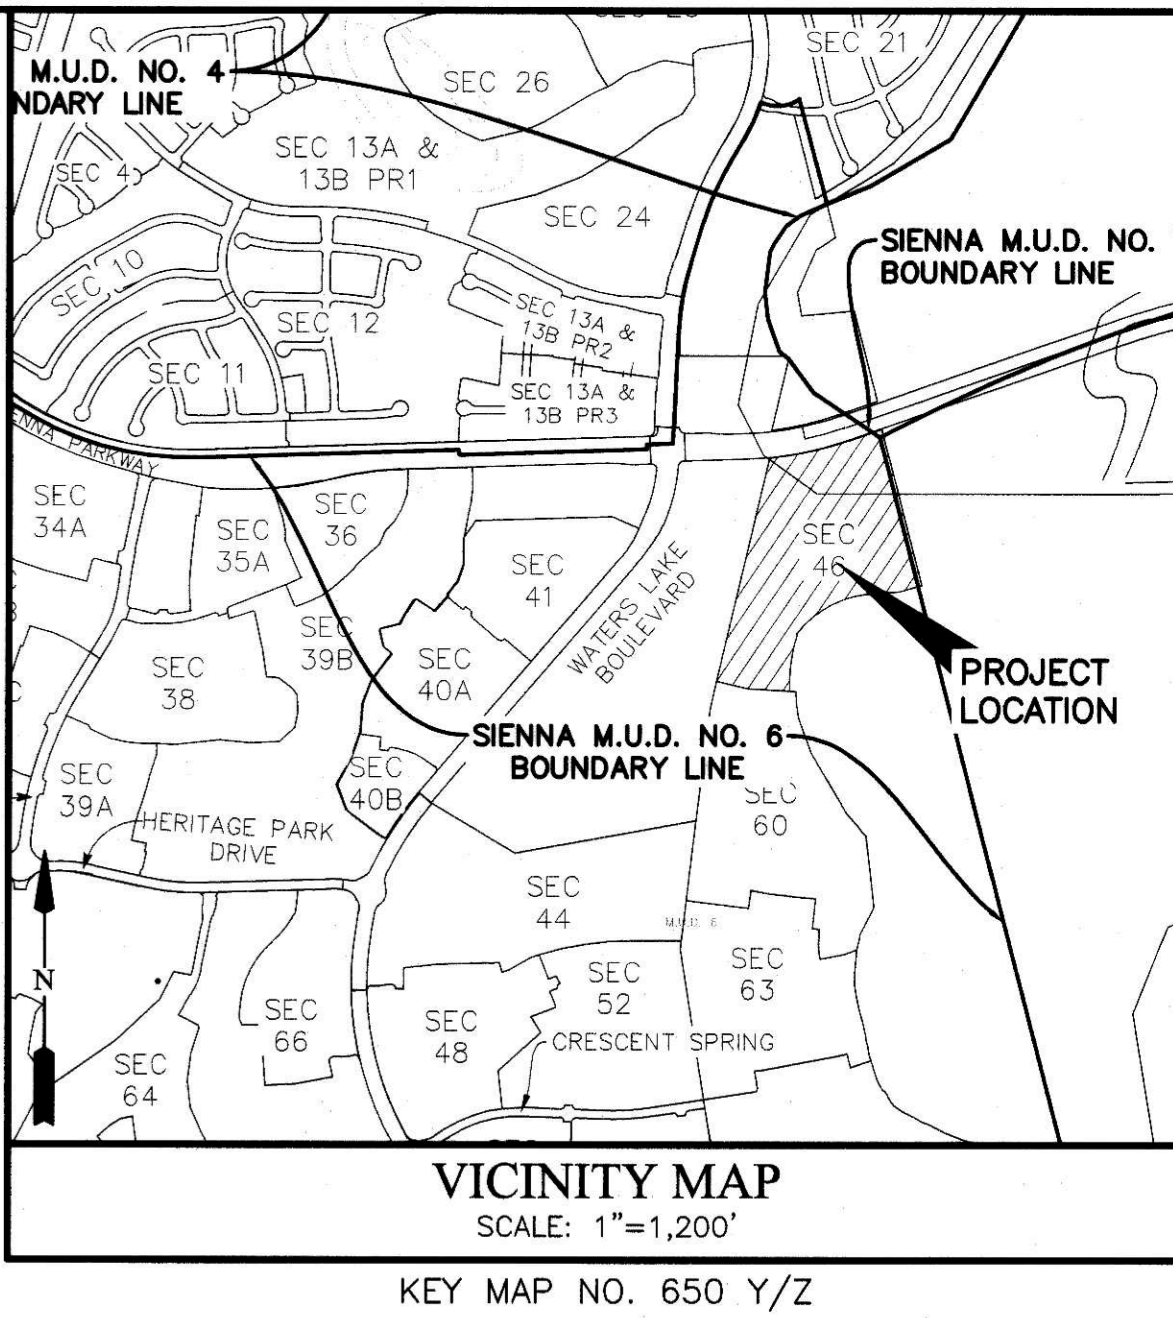 SEC 21
M.U.D. NO. 4
NDARY LINE
SEC 26
SEC 13A &
13B PR1
SEC 4
SEC 24
SIENNA M.U.D. NO.
BOUNDARY LINE
SEC 10
SEC 12
SEC 13A &
13B PR2
SEC 11
SEC 13A &
13B PR3
ENNA PARKWAY
SEC
34A
SEC
35A
SEC
36
SEC
41
SEC
46
WATERS LAKE
BOULEVARD
SEC
39B
SEC
38
SEC
40A
PROJECT
LOCATION
SIENNA M.U.D. NO. 6
BOUNDARY LINE
SEC
39A
SEC
40B
SEC
60
HERITAGE PARK
DRIVE
SEC
44
M.U.D. 6
N
SEC
66
SEC
52
SEC
63
SEC
48
CRESCENT SPRING
SEC
64
VICINITY MAP
SCALE: 1"=1,200'
KEY MAP NO. 650 Y/Z